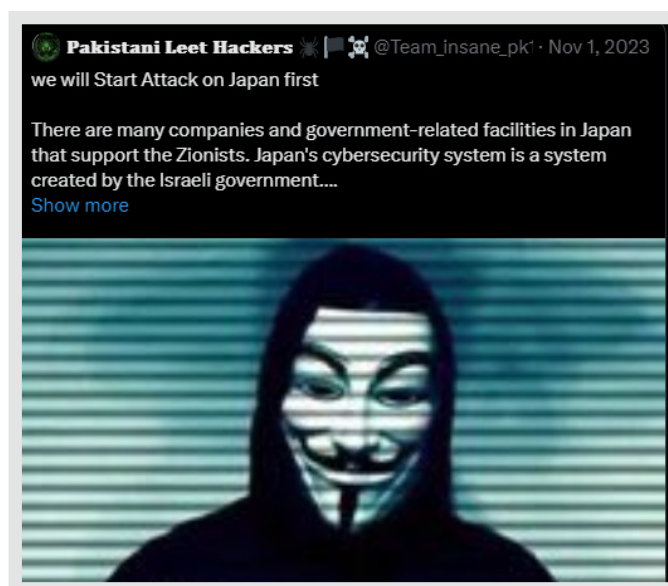 Pakistani Leet Hackers 🕷🏴☠ @Team_insane_pk · Nov 1, 2023
we will Start Attack on Japan first
There are many companies and government-related facilities in Japan
that support the Zionists. Japan's cybersecurity system is a system
created by the Israeli government....
Show more